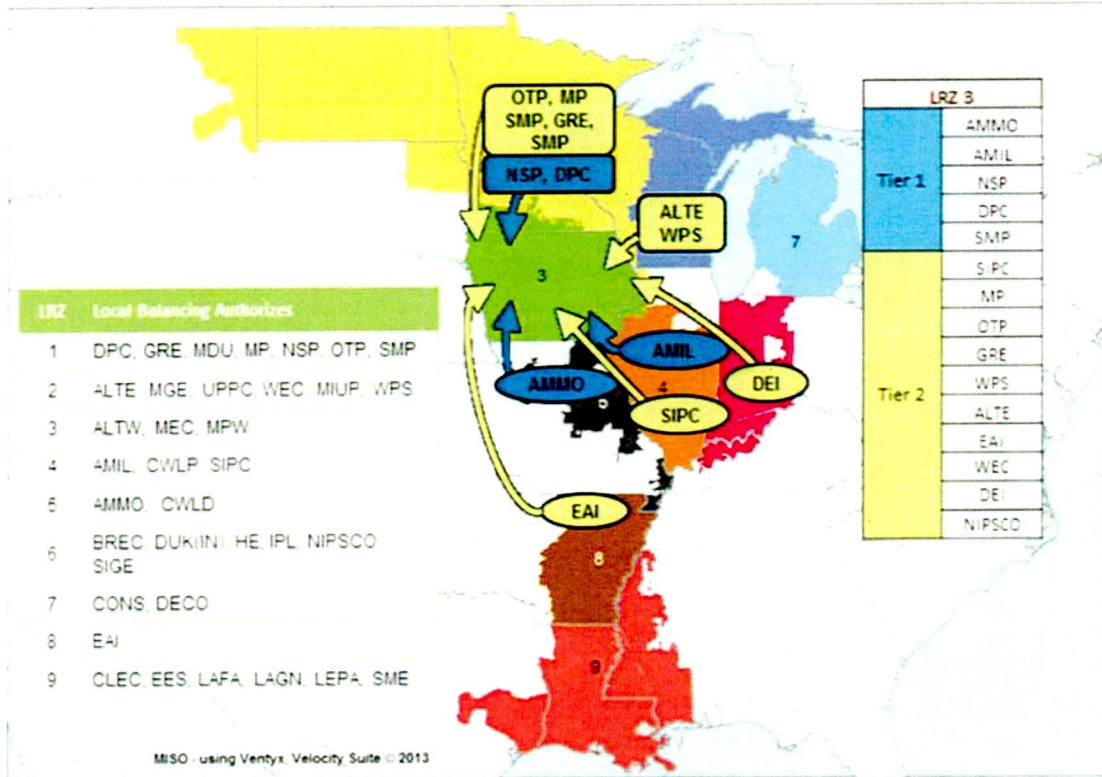 OTP, MP
SMP, GRE,
SMP
NSP, DPC
ALTE
WPS
7
3
AMIL
AMMO
4
DEI
SIPC
EAI
8
9
LRZ 3
Tier 1
AMMO
AMIL
NSP
DPC
SMP
Tier 2
SIPC
MP
OTP
GRE
WPS
ALTE
EAI
WEC
DEI
NIPSCO
LRZ Local Balancing Authorizes
1 DPC, GRE, MDU, MP, NSP, OTP, SMP
2 ALTE MGE, UPPC, WEC, MIUP, WPS
3 ALTW, MEC, MPW
4 AMIL, CWLP SIPC
5 AMMO, CWLD
6 BREC, DUK(IN), HE, IPL, NIPSCO,
SIGE
7 CONS, DECO
8 EAI
9 CLEC, EES, LAFA, LAGN, LEPA, SME
MISO - using Ventyx, Velocity Suite © 2013